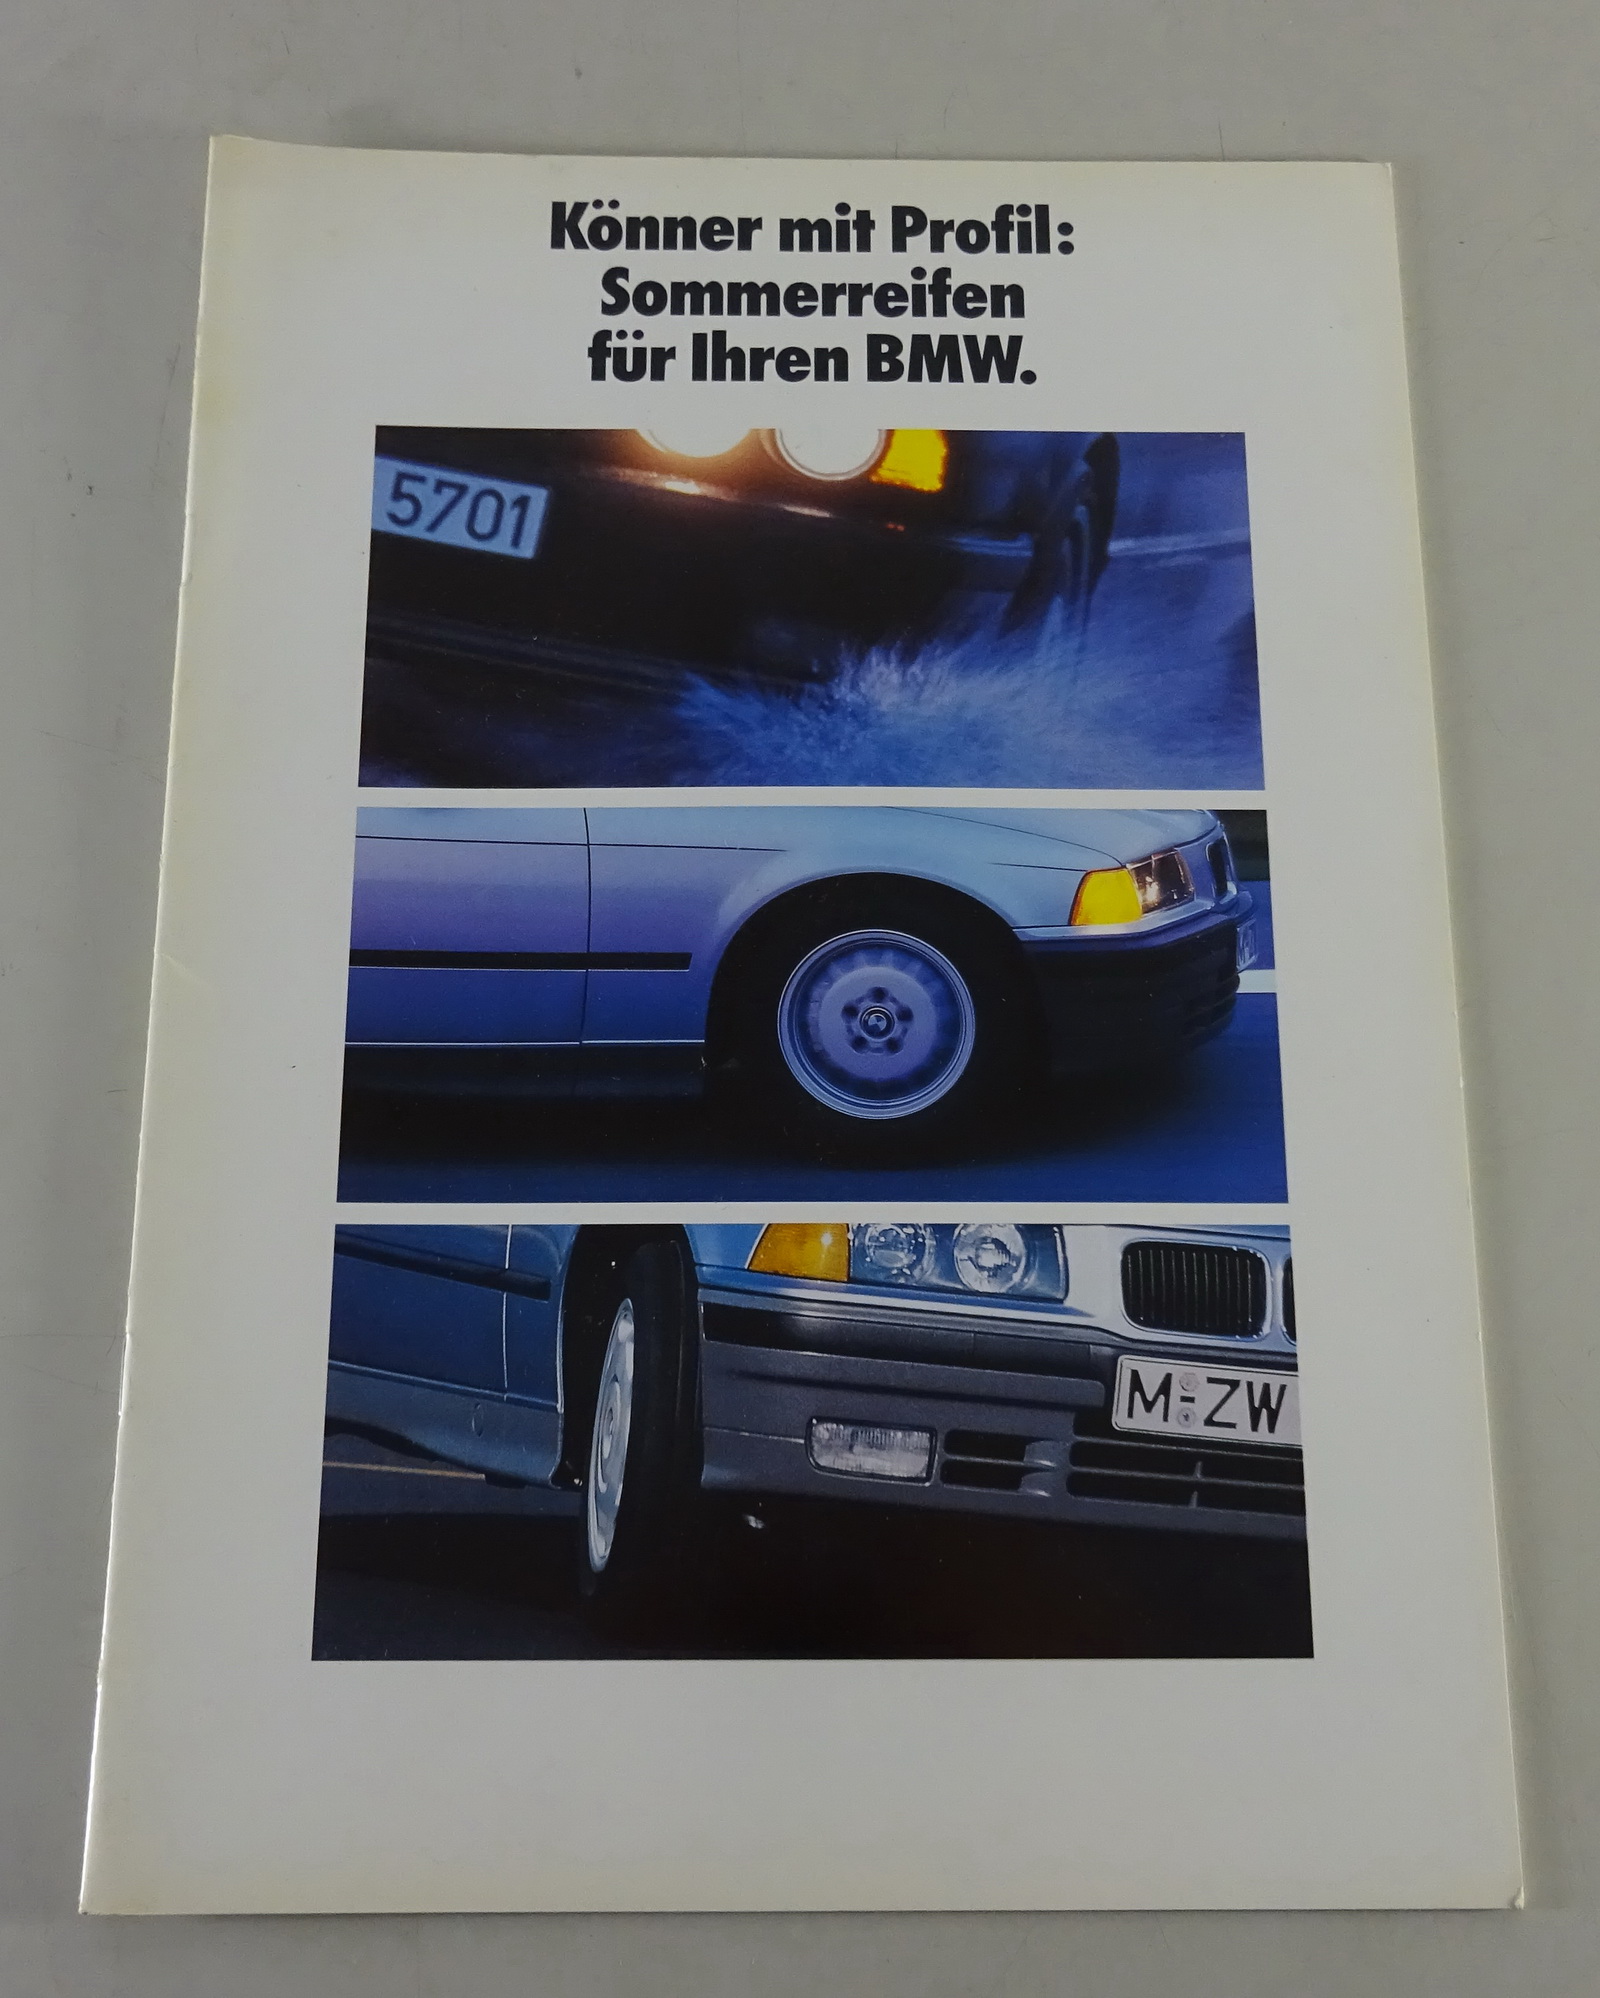 Könner mit Profil:
Sommerreifen
für Ihren BMW.
5701
M-ZW